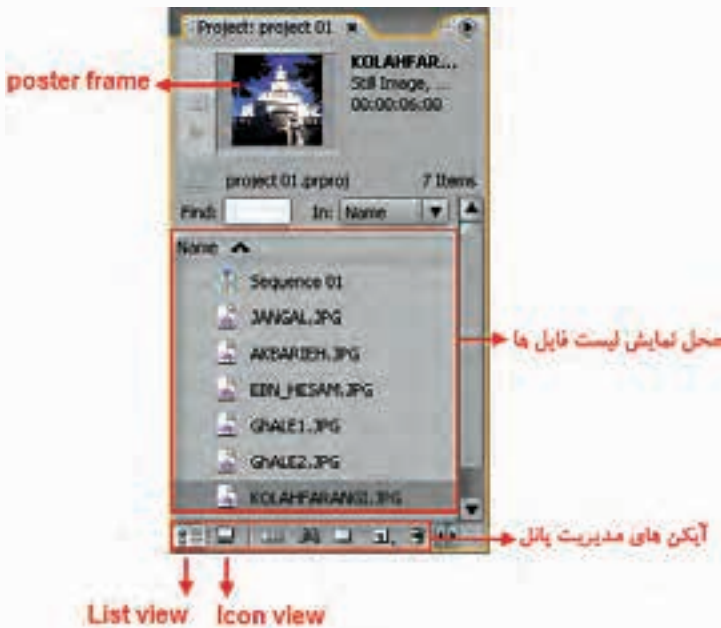 Project: project 01
poster frame
KOLAHFAR...
Still Image, ...
00:00:06:00
project 01.prproj
7 Items
Find:
In: Name
Name
Sequence 01
JANGAL.JPG
AKBARIEH.JPG
EBN_HESAM.JPG
GhALE1.JPG
GhALE2.JPG
KOLAHFARANGI.JPG
محل نمایش لیست فایل ها
آیکن های مدیریت پانل
List view
Icon view